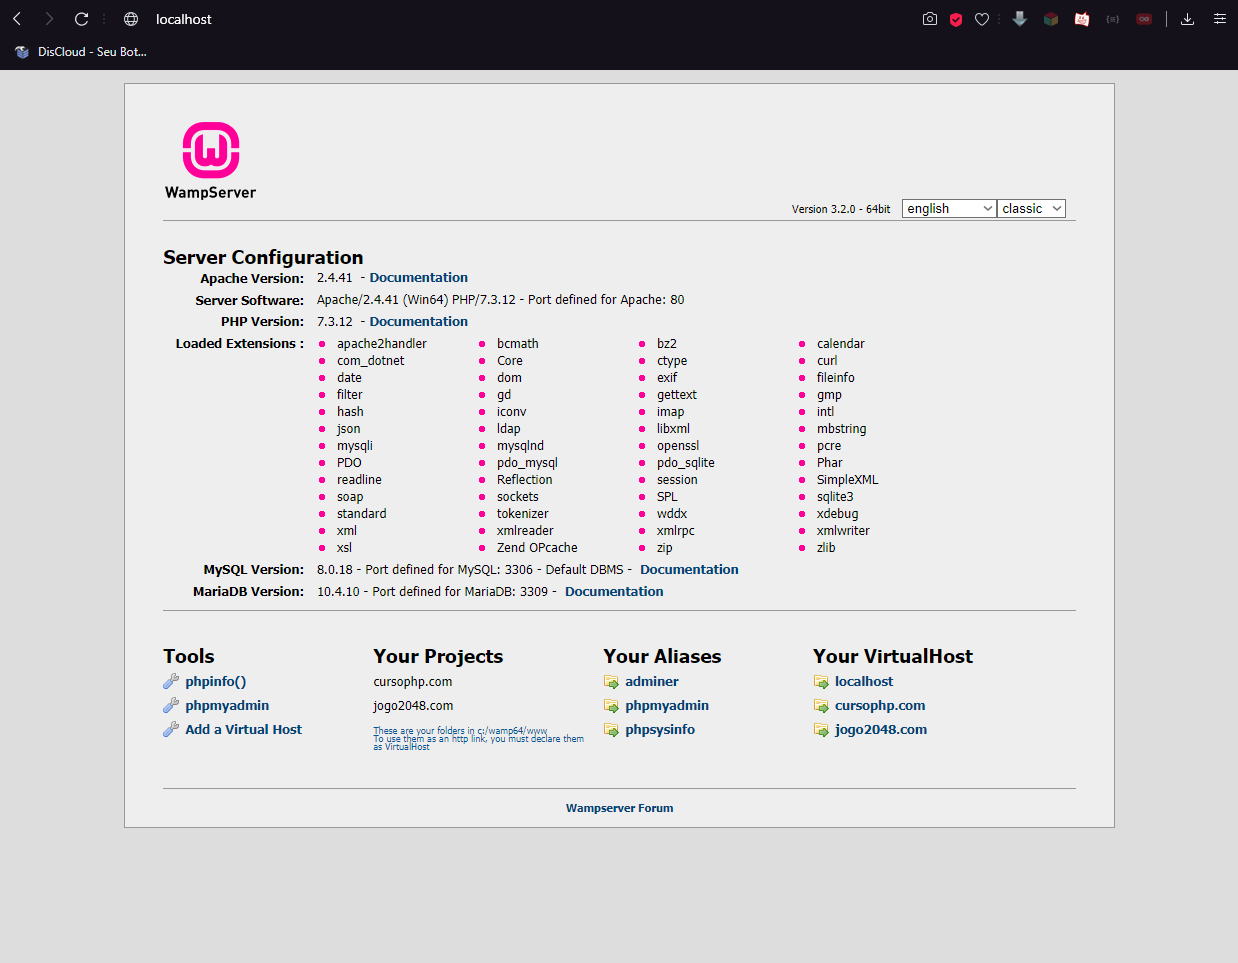 localhost
DisCloud - Seu Bot...
W
WampServer
Version 3.2.0 - 64bit english classic
Server Configuration
Apache Version: 2.4.41 - Documentation
Server Software: Apache/2.4.41 (Win64) PHP/7.3.12 - Port defined for Apache: 80
PHP Version: 7.3.12 - Documentation
Loaded Extensions : apache2handler bcmath bz2 calendar
com_dotnet Core ctype curl
date dom exif fileinfo
filter gd gettext gmp
hash iconv imap intl
json ldap libxml mbstring
mysqli mysqlnd openssl pcre
PDO pdo_mysql pdo_sqlite Phar
readline Reflection session SimpleXML
soap sockets SPL sqlite3
standard tokenizer wddx xdebug
xml xmlreader xmlrpc xmlwriter
xsl Zend OPcache zip zlib
MySQL Version: 8.0.18 - Port defined for MySQL: 3306 - Default DBMS - Documentation
MariaDB Version: 10.4.10 - Port defined for MariaDB: 3309 - Documentation
Tools
phpinfo()
phpmyadmin
Add a Virtual Host
Your Projects
cursophp.com
jogo2048.com
These are your folders in c:/wamp64/www
To use them as an http link, you must declare them
as VirtualHost
Your Aliases
adminer
phpmyadmin
phpsysinfo
Your VirtualHost
localhost
cursophp.com
jogo2048.com
Wampserver Forum